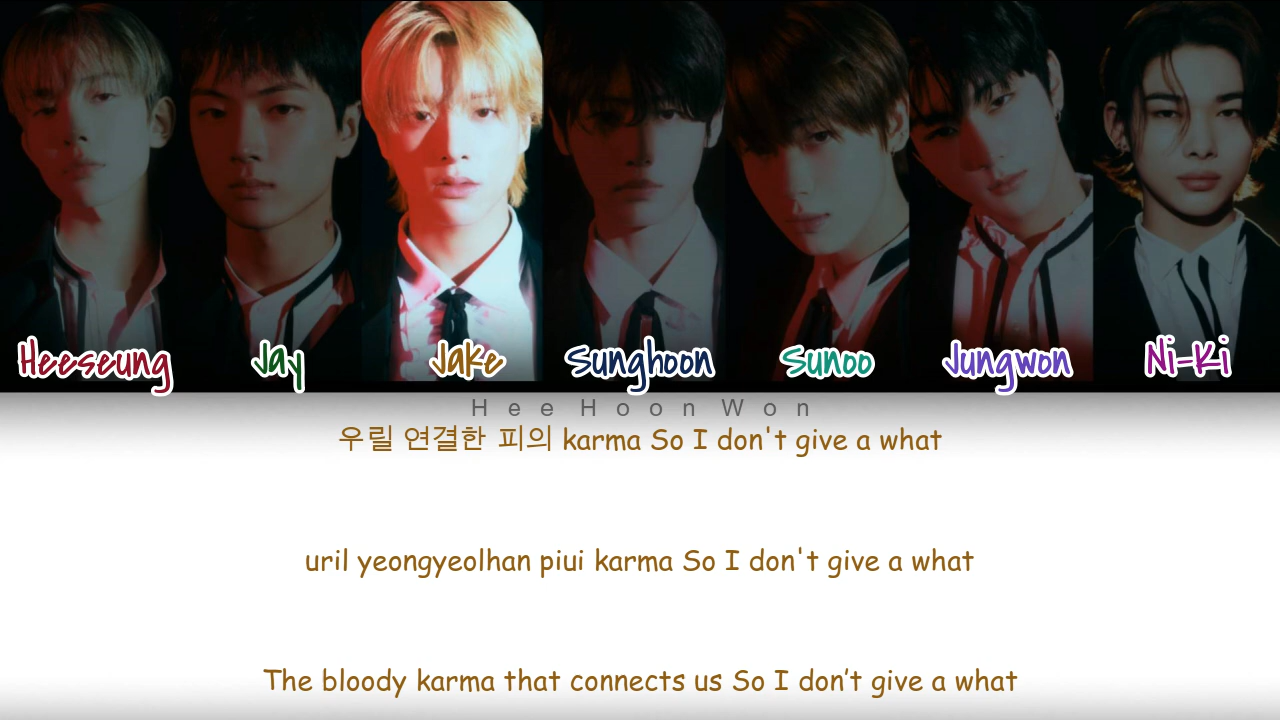 Heeseung Jay Jake Sunghoon Sunoo Jungwon Ni-Ki
HeeHoonWon
우릴 연결한 피의 karma So I don't give a what
uril yeongyeolhan piui karma So I don't give a what
The bloody karma that connects us So I don’t give a what